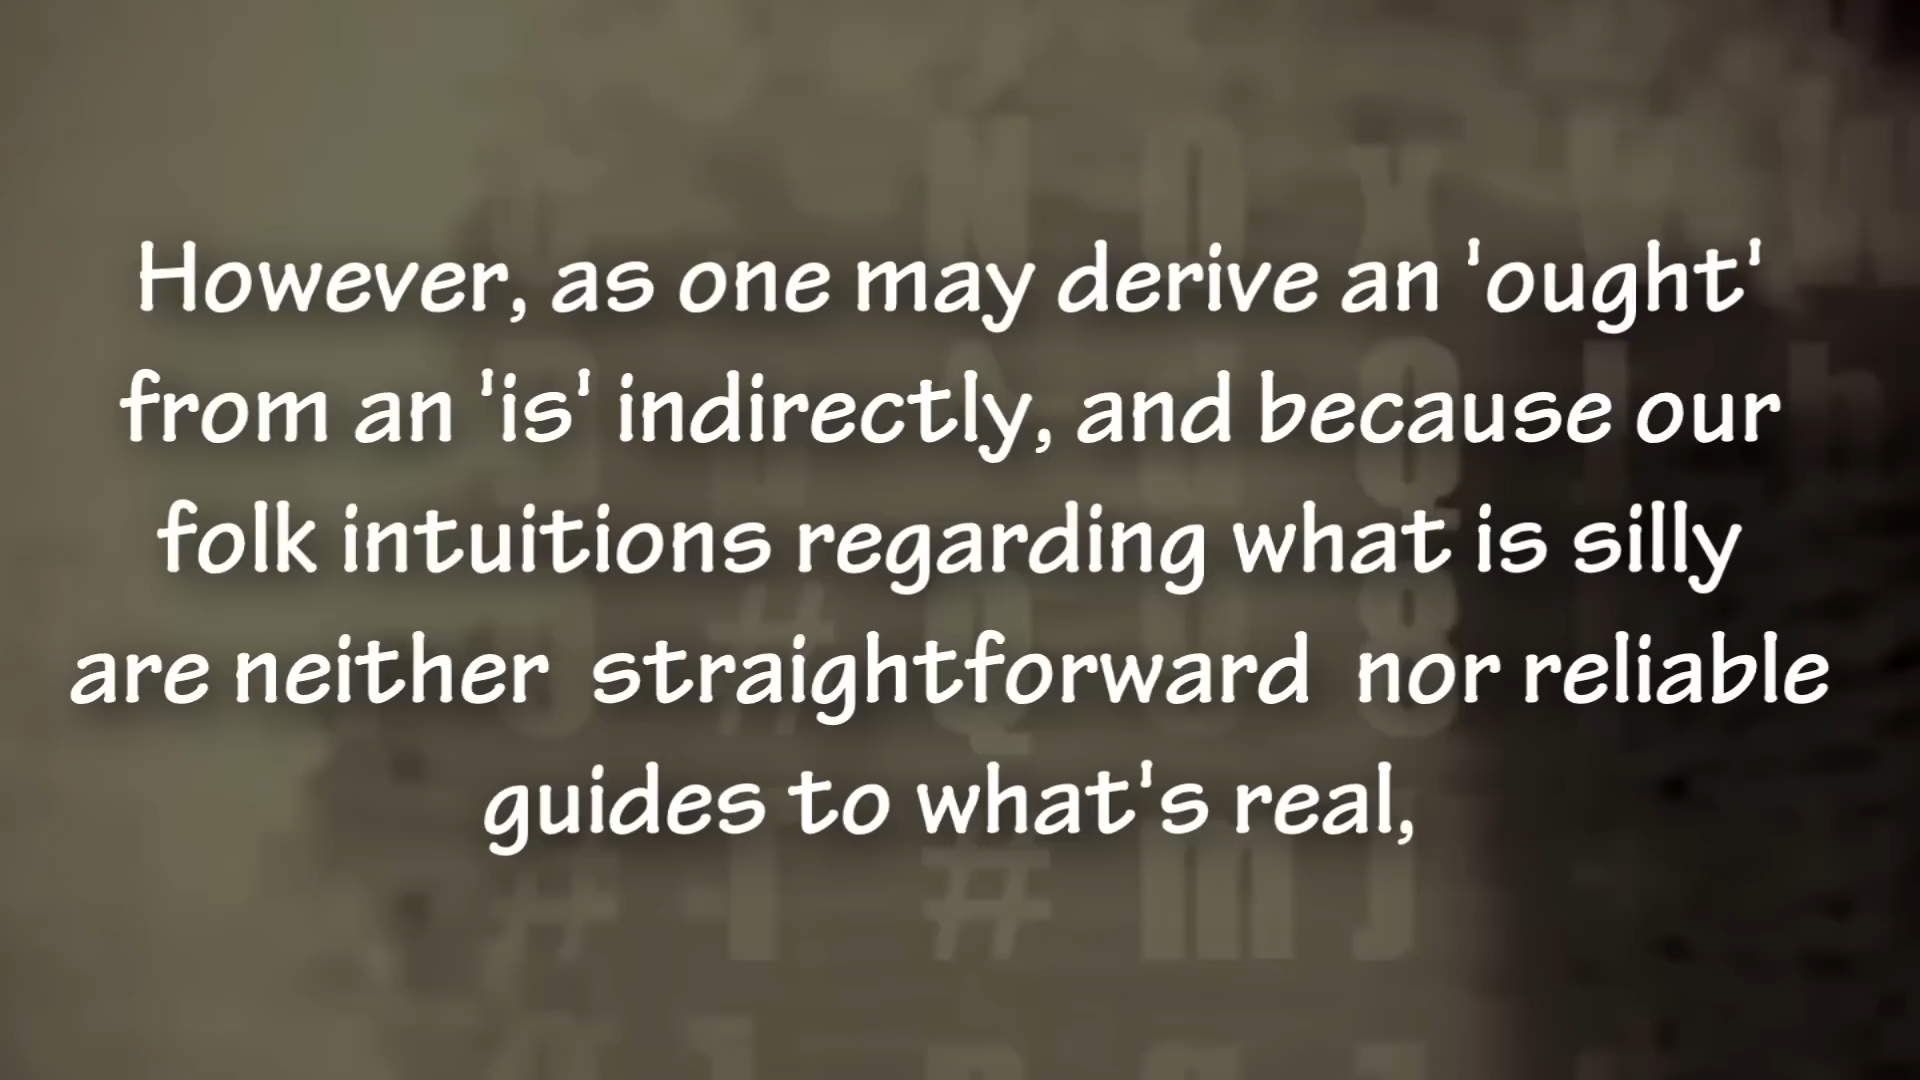 However, as one may derive an 'ought'
from an 'is' indirectly, and because our
folk intuitions regarding what is silly
are neither straightforward nor reliable
guides to what's real,